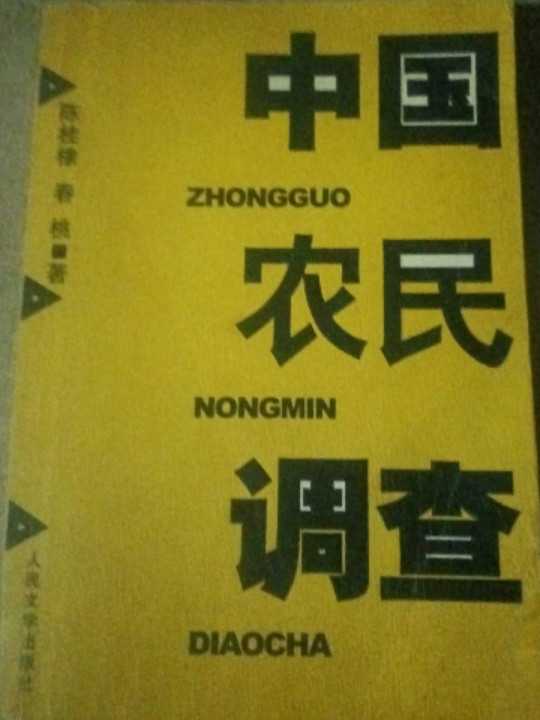 中国
ZHONGGUO
农民
NONGMIN
调查
DIAOCHA
陈桂棣 春桃 著
人民文学出版社